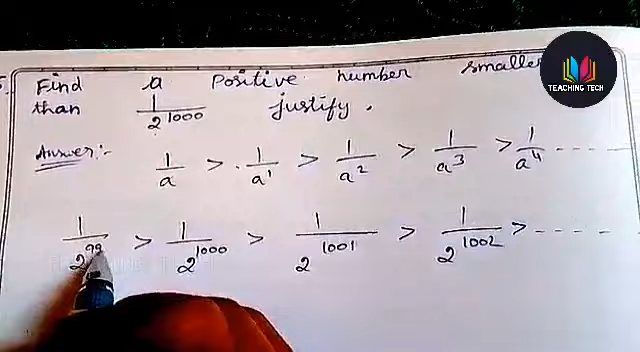 Find a Positive number smaller
than 1/2^1000 justify.
TEACHING TECH
Answer:- 1/a > 1/a^1 > 1/a^2 > 1/a^3 > 1/a^4 -----
1/2^99 > 1/2^1000 > 1/2^1001 > 1/2^1002 > -----